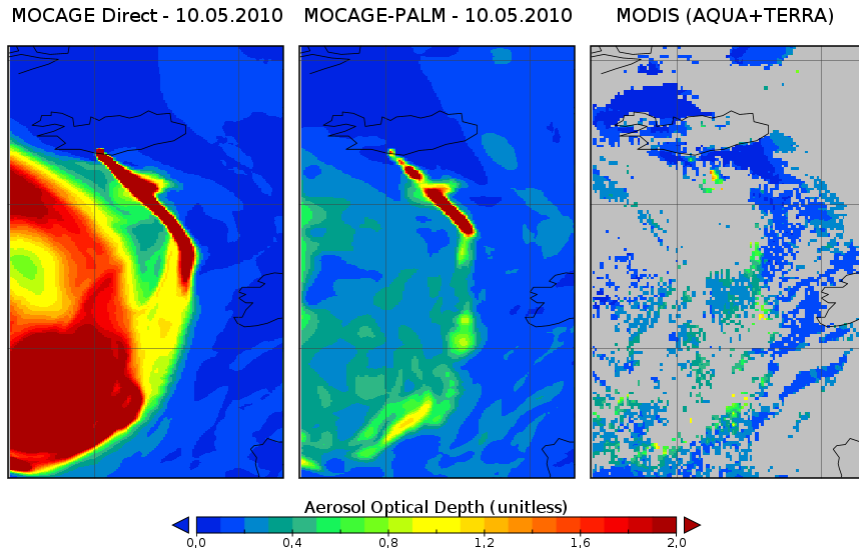 MOCAGE Direct - 10.05.2010 MOCAGE-PALM - 10.05.2010 MODIS (AQUA+TERRA)
Aerosol Optical Depth (unitless)
0,0 0,4 0,8 1,2 1,6 2,0